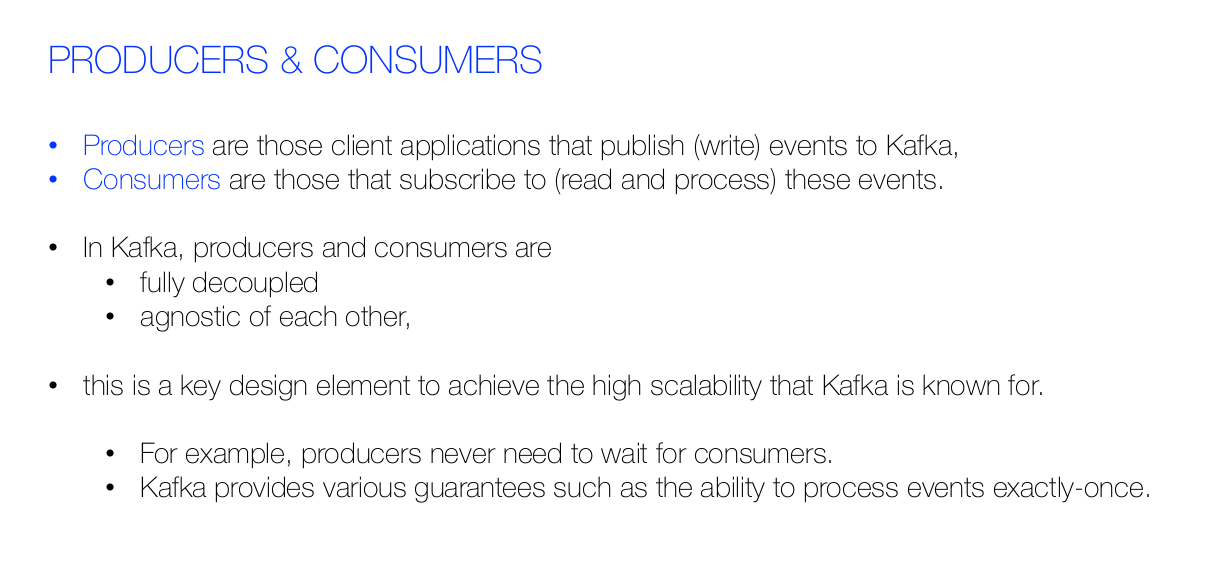 PRODUCERS & CONSUMERS
• Producers are those client applications that publish (write) events to Kafka,
• Consumers are those that subscribe to (read and process) these events.
• In Kafka, producers and consumers are
• fully decoupled
• agnostic of each other,
• this is a key design element to achieve the high scalability that Kafka is known for.
• For example, producers never need to wait for consumers.
• Kafka provides various guarantees such as the ability to process events exactly-once.